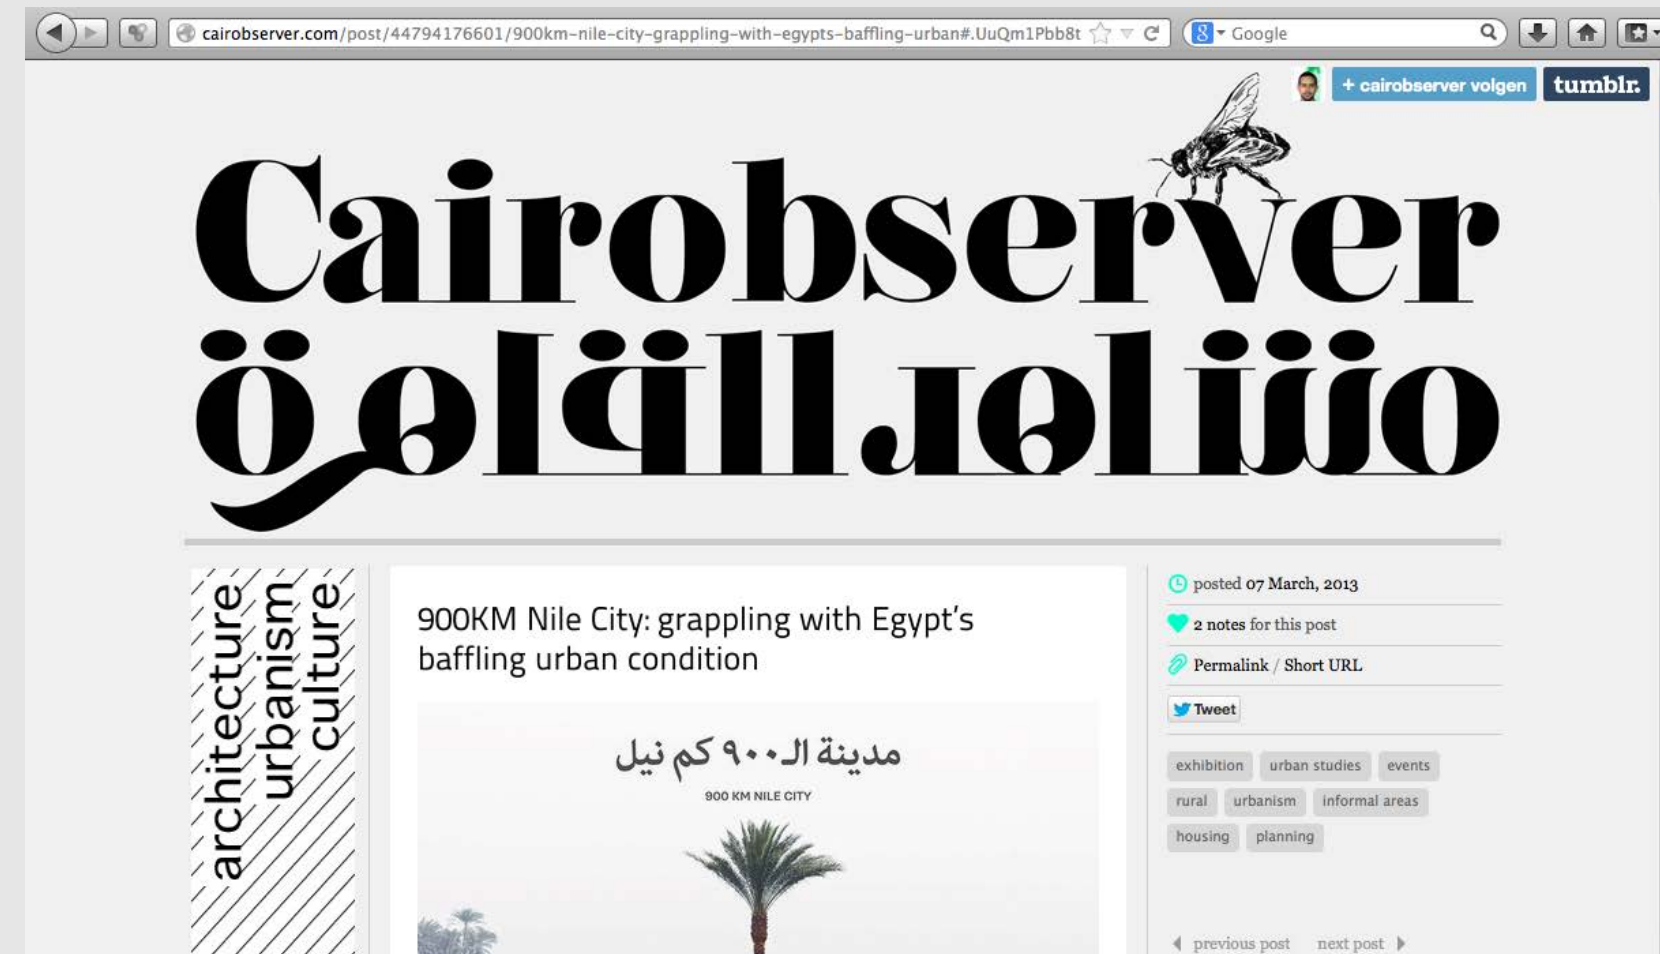 cairobserver.com/post/44794176601/900km-nile-city-grappling-with-egypts-baffling-urban#.UuQm1Pbb8t
8 Google
+ cairobserver volgen
tumblr.
Cairobserver
مشاهد القاهرة
architecture
urbanism
culture
900KM Nile City: grappling with Egypt's
baffling urban condition
مدينة الـ٩٠٠ كم نيل
900 KM NILE CITY
posted 07 March, 2013
2 notes for this post
Permalink / Short URL
Tweet
exhibition urban studies events
rural urbanism informal areas
housing planning
previous post next post